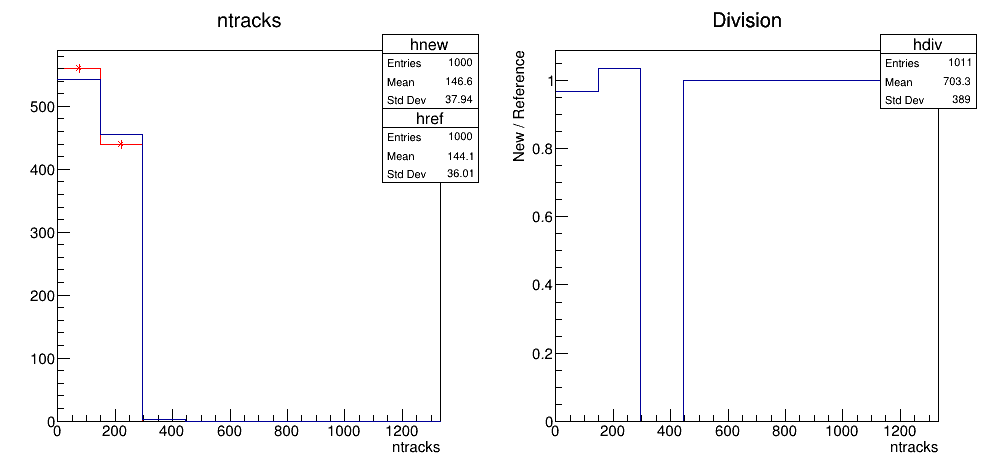 ntracks
hnew
Entries 1000
Mean 146.6
Std Dev 37.94
href
Entries 1000
Mean 144.1
Std Dev 36.01
500
400
300
200
100
0
0 200 400 600 800 1000 1200
ntracks
Division
hdiv
Entries 1011
Mean 703.3
Std Dev 389
New / Reference
1
0.8
0.6
0.4
0.2
0
0 200 400 600 800 1000 1200
ntracks